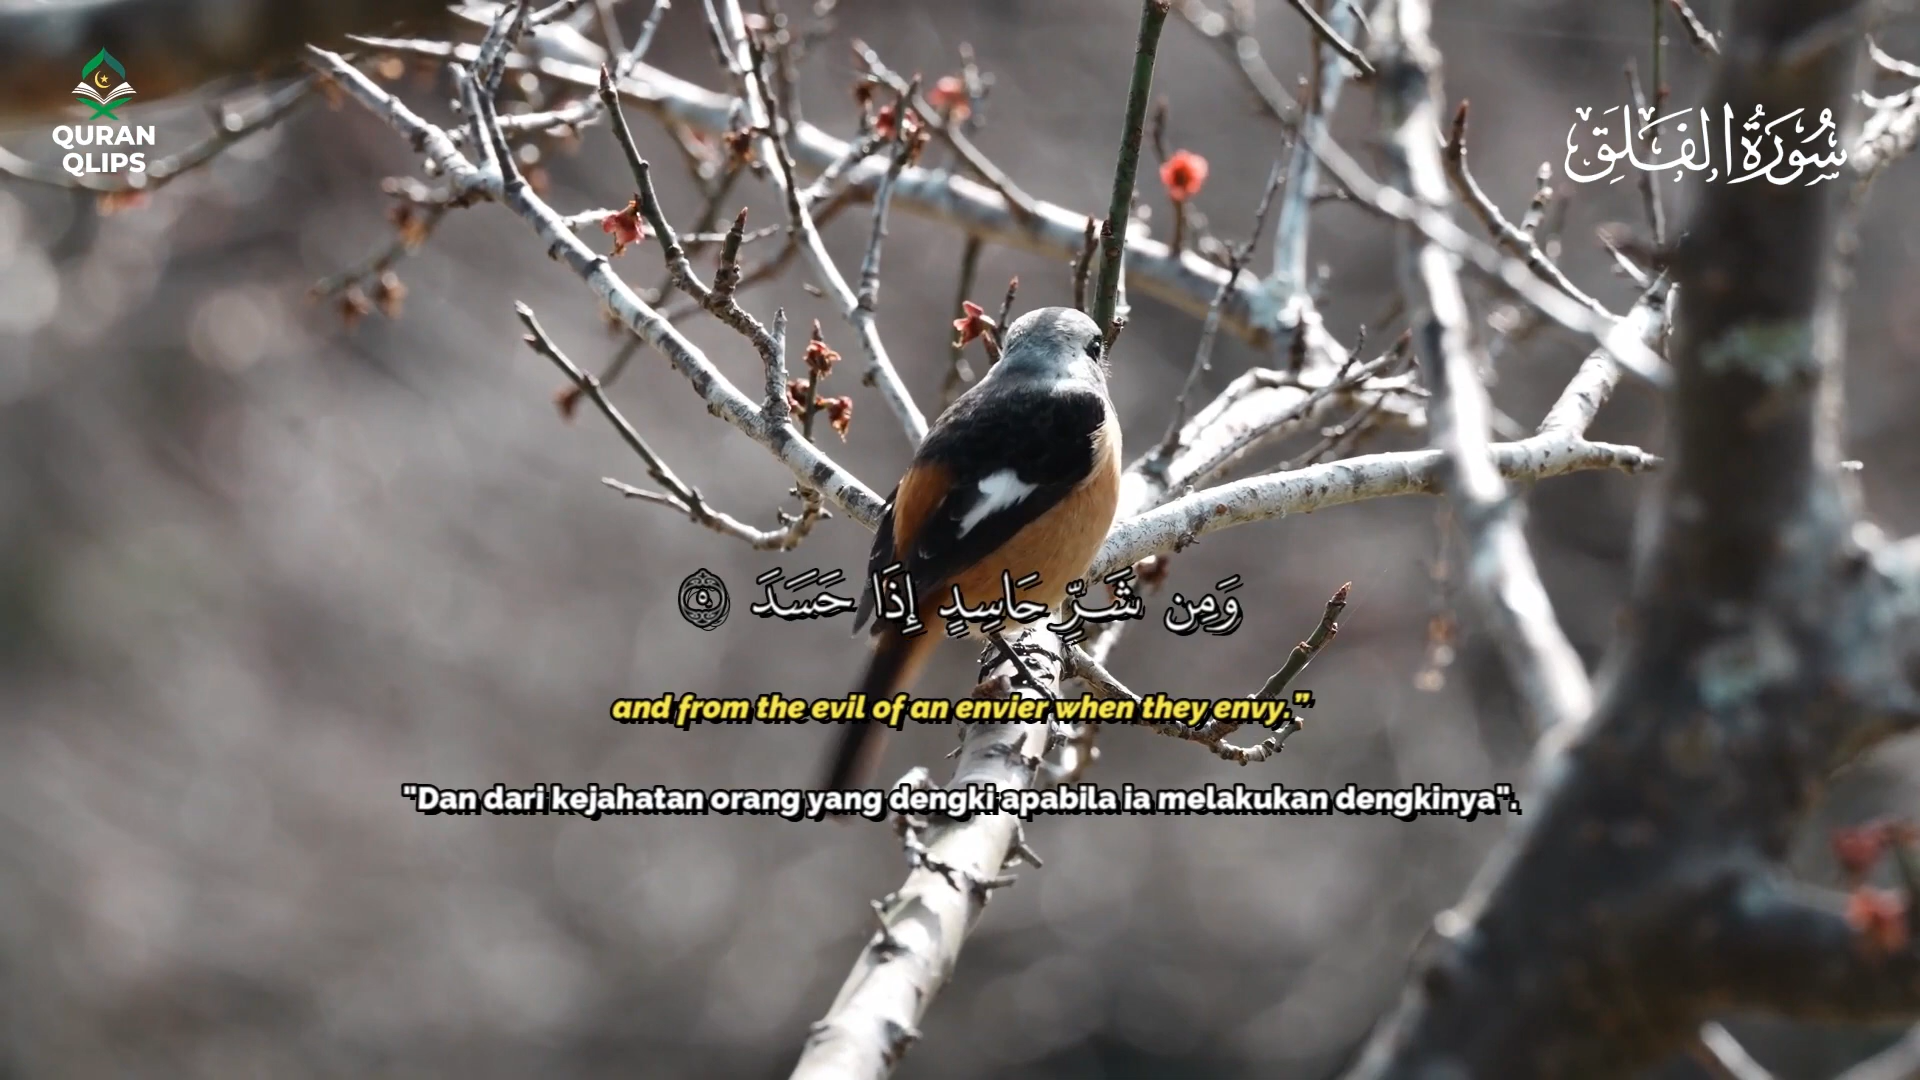 QURAN
QLIPS
سُورَةُ الفَلَقِ
وَمِن شَرِّ حَاسِدٍ إِذَا حَسَدَ ٥
and from the evil of an envier when they envy.”
"Dan dari kejahatan orang yang dengki apabila ia melakukan dengkinya".